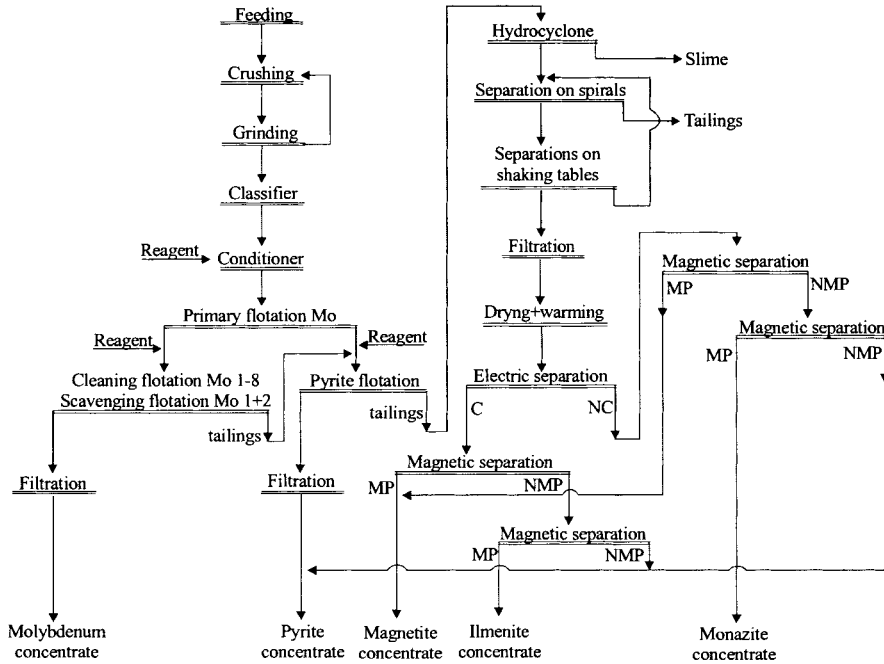 Feeding
Crushing
Grinding
Classifier
Reagent
Conditioner
Primary flotation Mo
Reagent
Reagent
Cleaning flotation Mo 1-8
Scavenging flotation Mo 1+2
tailings
Pyrite flotation
tailings
Filtration
Filtration
Hydrocyclone
Slime
Separation on spirals
Tailings
Separations on
shaking tables
Filtration
Dryng+warming
Electric separation
C
NC
Magnetic separation
MP
NMP
Magnetic separation
MP
NMP
Magnetic separation
MP
NMP
Magnetic separation
MP
NMP
Molybdenum
concentrate
Pyrite
concentrate
Magnetite
concentrate
Ilmenite
concentrate
Monazite
concentrate